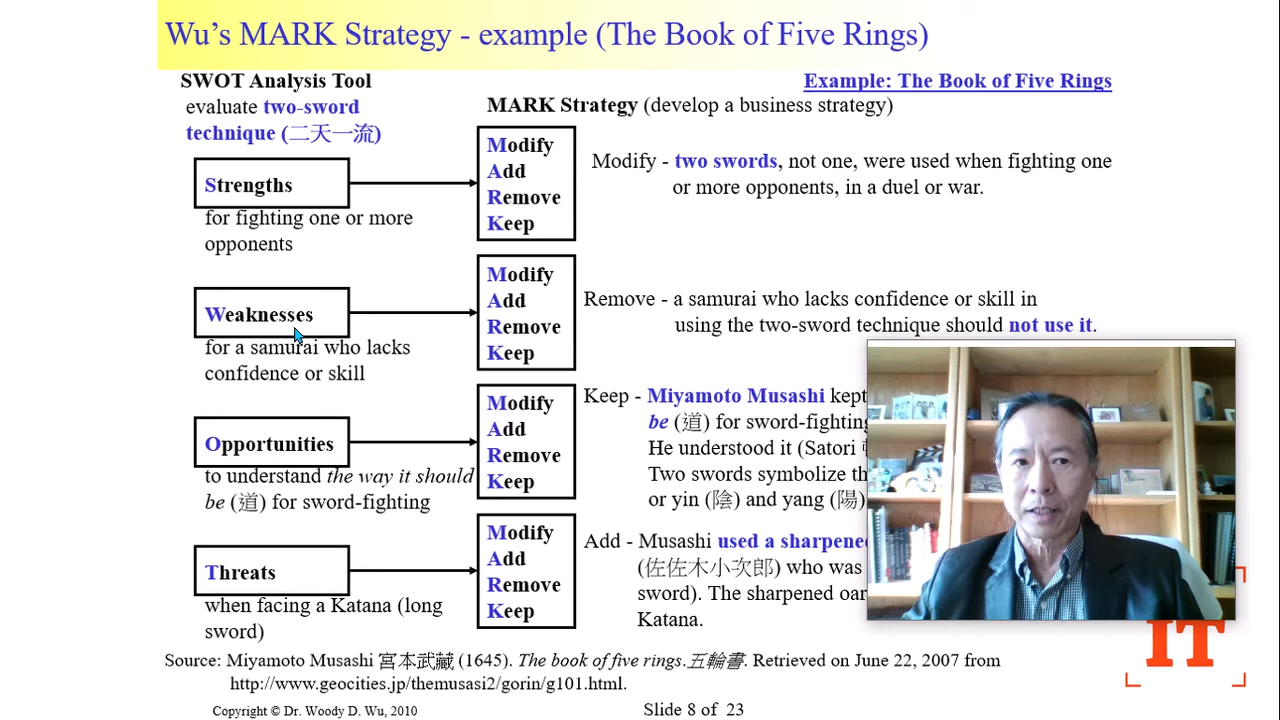 Wu's MARK Strategy - example (The Book of Five Rings)
SWOT Analysis Tool
evaluate two-sword
technique (二天一流)
Example: The Book of Five Rings
MARK Strategy (develop a business strategy)
Strengths
for fighting one or more
opponents
Modify
Add
Remove
Keep
Modify - two swords, not one, were used when fighting one
or more opponents, in a duel or war.
Weaknesses
for a samurai who lacks
confidence or skill
Modify
Add
Remove
Keep
Remove - a samurai who lacks confidence or skill in
using the two-sword technique should not use it.
Opportunities
to understand the way it should
be (道) for sword-fighting
Modify
Add
Remove
Keep
Keep - Miyamoto Musashi kept
be (道) for sword-fighting
He understood it (Satori
Two swords symbolize
or yin (陰) and yang (陽)
Threats
when facing a Katana (long
sword)
Modify
Add
Remove
Keep
Add - Musashi used a sharpened
(佐佐木小次郎) who was
sword). The sharpened oar
Katana.
Source: Miyamoto Musashi 宮本武藏 (1645). The book of five rings.五輪書. Retrieved on June 22, 2007 from
http://www.geocities.jp/themusasi2/gorin/g101.html.
Copyright © Dr. Woody D. Wu, 2010
Slide 8 of 23
IT